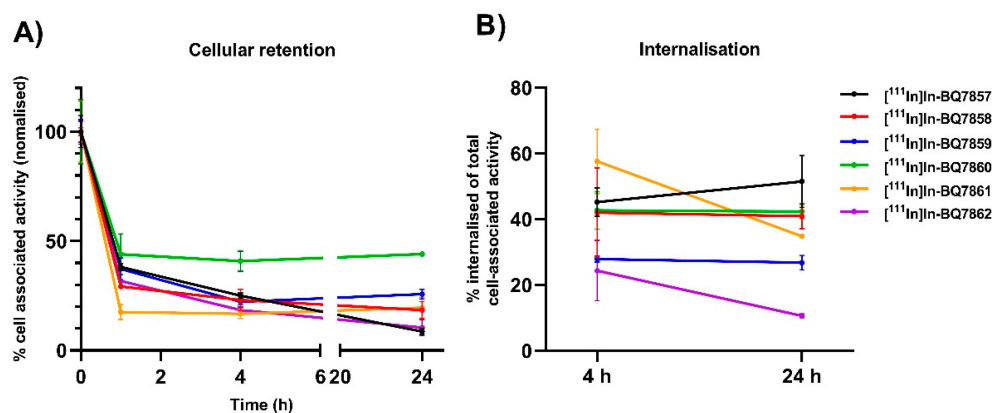 A)
Cellular retention
% cell associated activity (nomalised)
100
50
0
0 2 4 6 20 24
Time (h)
B)
Internalisation
% internalised of total
cell-associated activity
80
60
40
20
0
4 h 24 h
[¹¹¹In]In-BQ7857
[¹¹¹In]In-BQ7858
[¹¹¹In]In-BQ7859
[¹¹¹In]In-BQ7860
[¹¹¹In]In-BQ7861
[¹¹¹In]In-BQ7862